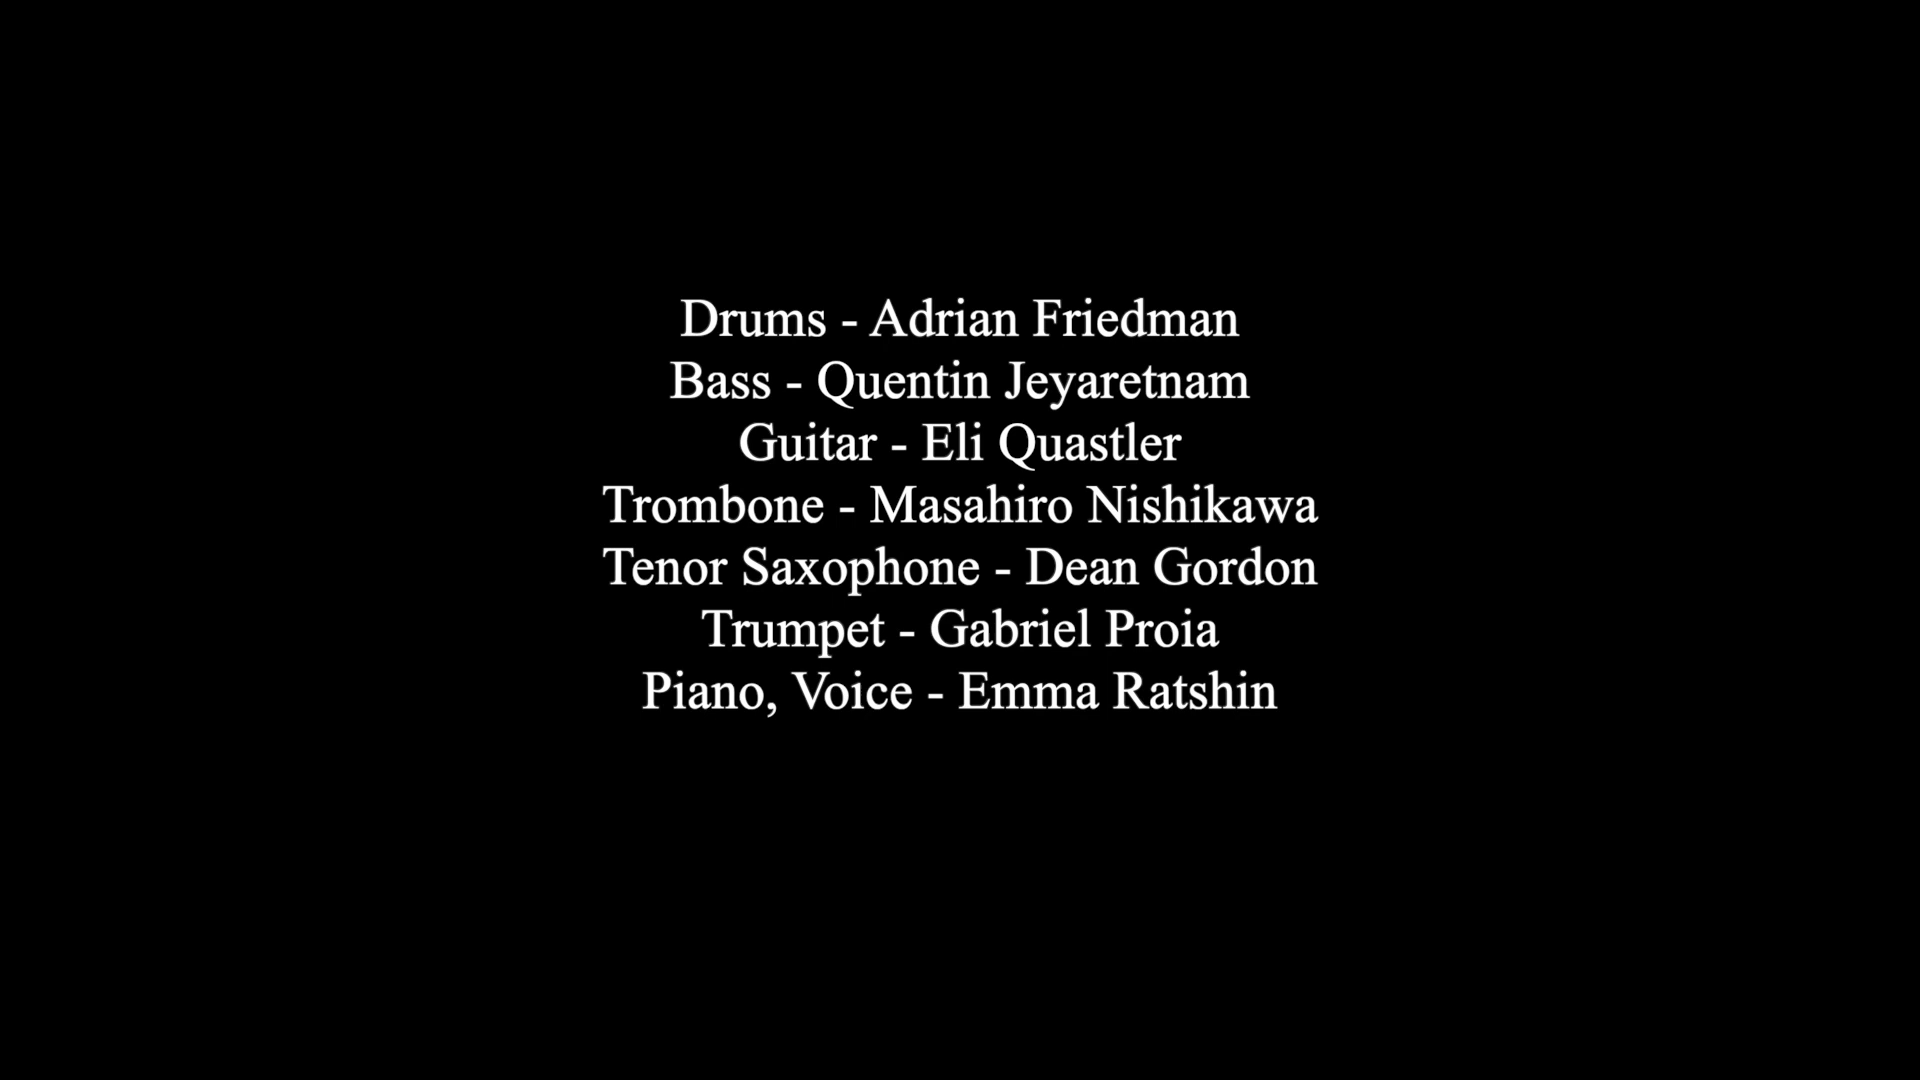 Drums - Adrian Friedman
Bass - Quentin Jeyaretnam
Guitar - Eli Quastler
Trombone - Masahiro Nishikawa
Tenor Saxophone - Dean Gordon
Trumpet - Gabriel Proia
Piano, Voice - Emma Ratshin